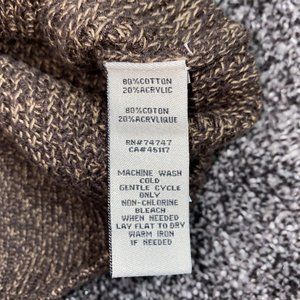 80%COTTON
20%ACRYLIC
80%COTON
20%ACRYLIQUE
RN#74747
CA#45117
MACHINE WASH
COLD
GENTLE CYCLE
ONLY
NON-CHLORINE
BLEACH
WHEN NEEDED
LAY FLAT TO DRY
WARM IRON
IF NEEDED